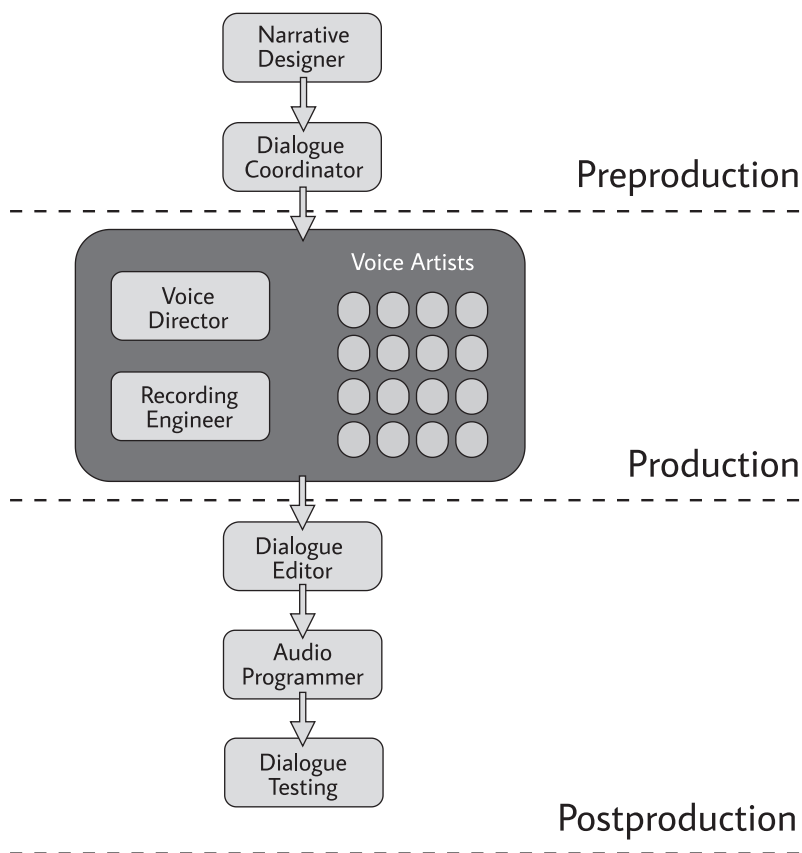 Narrative
Designer
Dialogue
Coordinator
Preproduction
Voice Artists
Voice
Director
Recording
Engineer
Production
Dialogue
Editor
Audio
Programmer
Dialogue
Testing
Postproduction